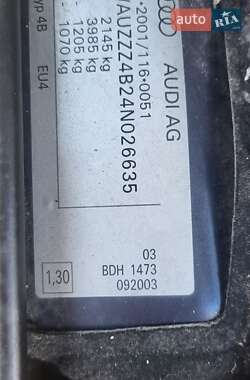 AUTO RIA
AUDI AG
*2001/116*0051
AUZZZ4B24N026635
2145 kg
3985 kg
- 1205 kg
- 1070 kg
yp 4B EU4
1,30
03
BDH 1473
092003